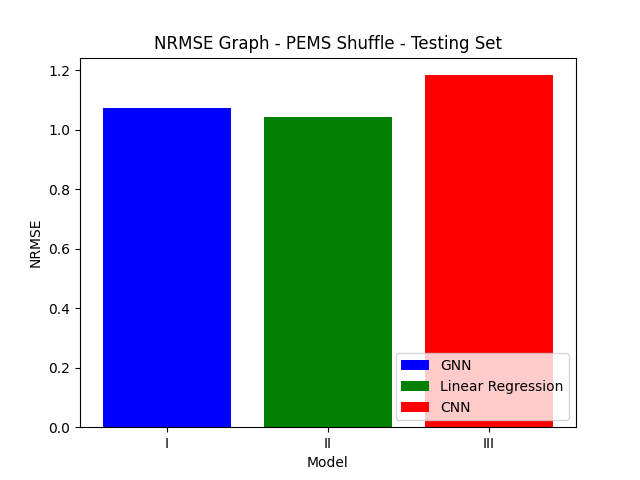 NRMSE Graph - PEMS Shuffle - Testing Set
1.2
1.0
0.8
0.6
0.4
0.2
0.0
NRMSE
I
II
III
Model
GNN
Linear Regression
CNN